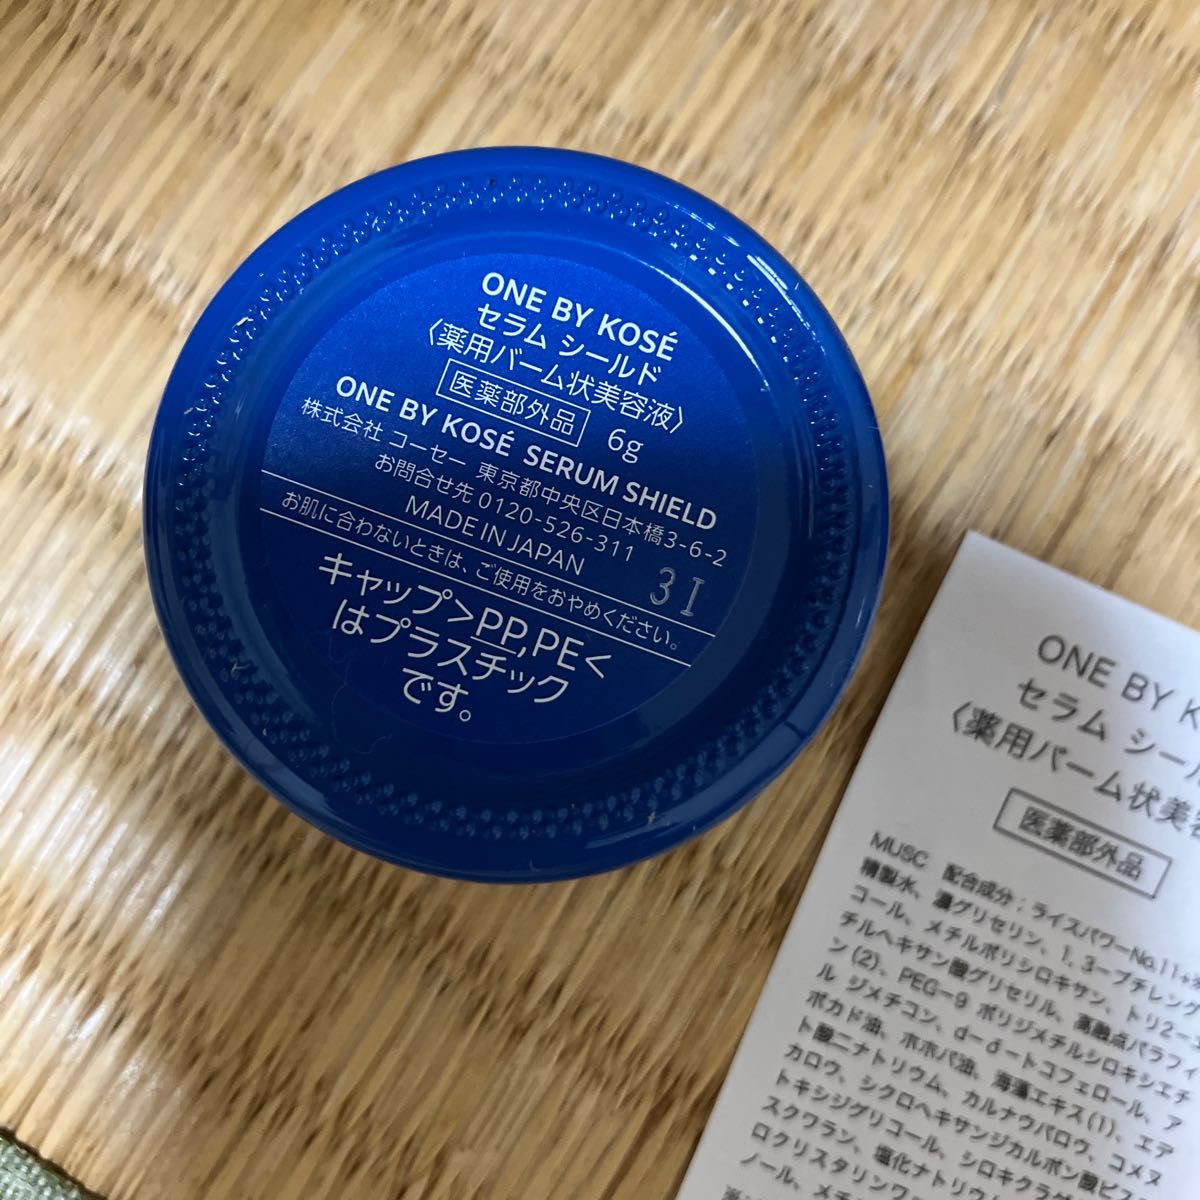 ONE BY KOSÉ
セラム シールド
〈薬用バーム状美容液〉
医薬部外品 6g
ONE BY KOSÉ SERUM SHIELD
株式会社 コーセー 東京都中央区日本橋3-6-2
お問合せ先 0120-526-311
MADE IN JAPAN
3I
お肌に合わないときは、ご使用をおやめください。
キャップ>PP,PE<
はプラスチック
です。
ONE BY K
セラム シール
〈薬用バーム状美容
医薬部外品
MUSC 配合成分：ライスパワーNo.11+
精製水、濃グリセリン、1,3-ブチレング
コール、メチルポリシロキサン、トリ2-エ
チルヘキサン酸グリセリル、高融点パラフィ
ン(2)、PEG-9 ポリジメチルシロキシエチ
ル ジメチコン、d-δ-トコフェロール、ア
ボカド油、ホホバ油、海藻エキス(1)、エデ
ト酸二ナトリウム、カルナウバロウ、コメヌ
カロウ、シクロヘキサンジカルボン酸ビ
トキシジグリコール、シロキクラ
スクワラン、塩化ナトリウ
ロクリスタリンワ
ノール、メチ